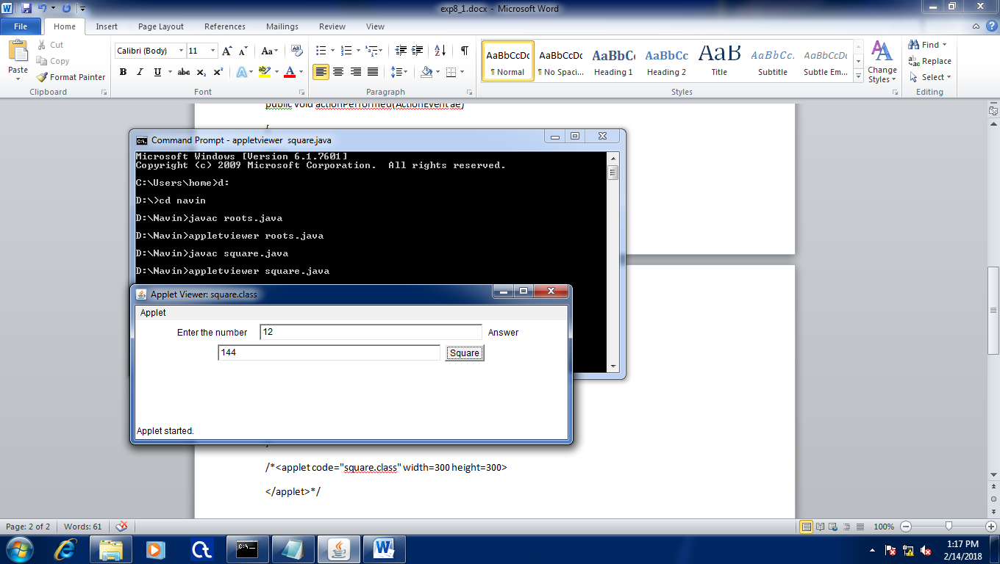 exp8_1.docx - Microsoft Word
File Home Insert Page Layout References Mailings Review View
Paste
Cut
Copy
Format Painter
Clipboard
Calibri (Body) 11
Font
Paragraph
AaBbCcDc AaBbCcDc AaBbCc AaBbCc AaBb AaBbCc. AaBbCcDc
¶ Normal ¶ No Spaci... Heading 1 Heading 2 Title Subtitle Subtle Em...
Styles
Change Styles
Find
Replace
Select
Editing
public void actionPerformed(ActionEvent ae)
{
Command Prompt - appletviewer square.java
Microsoft Windows [Version 6.1.7601]
Copyright (c) 2009 Microsoft Corporation. All rights reserved.
C:\Users\home>d:
D:\>cd navin
D:\Navin>javac roots.java
D:\Navin>appletviewer roots.java
D:\Navin>javac square.java
D:\Navin>appletviewer square.java
Applet Viewer: square.class
Applet
Enter the number 12 Answer
144 Square
Applet started.
/*<applet code="square.class" width=300 height=300>
</applet>*/
Page: 2 of 2 Words: 61 100%
1:17 PM
2/14/2018